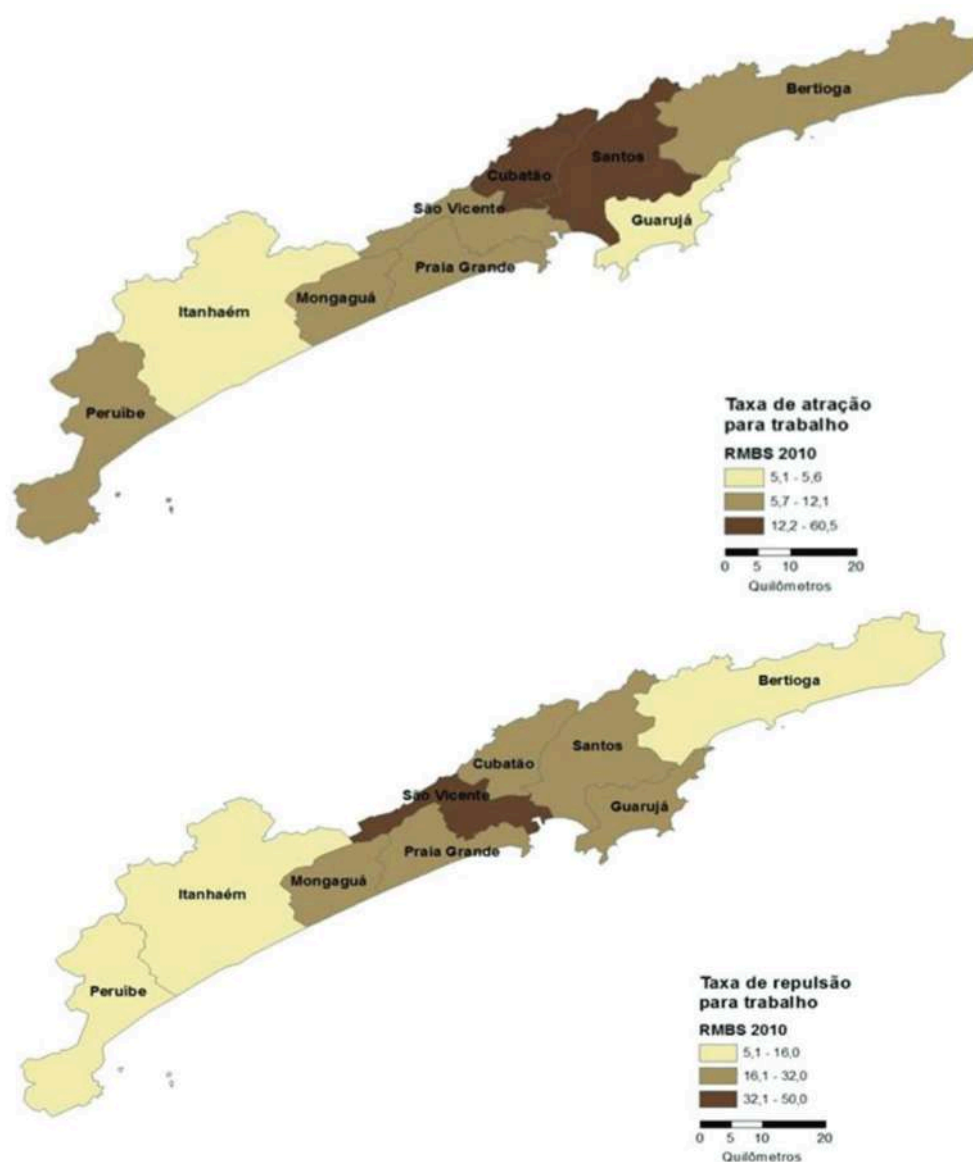 Bertioga
Santos
Cubatão
São Vicente
Guarujá
Praia Grande
Mongaguá
Itanhaém
Peruíbe
Taxa de atração
para trabalho
RMBS 2010
5,1 - 5,6
5,7 - 12,1
12,2 - 60,5
0 5 10 20
Quilômetros
Bertioga
Santos
Cubatão
São Vicente
Guarujá
Praia Grande
Mongaguá
Itanhaém
Peruíbe
Taxa de repulsão
para trabalho
RMBS 2010
5,1 - 16,0
16,1 - 32,0
32,1 - 50,0
0 5 10 20
Quilômetros